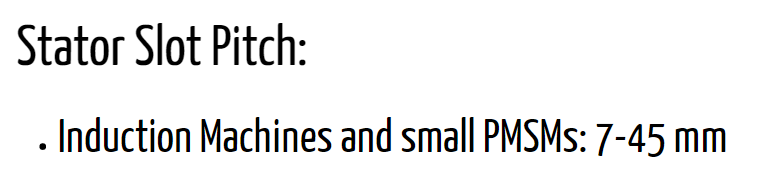 Stator Slot Pitch:
• Induction Machines and small PMSMs: 7-45 mm